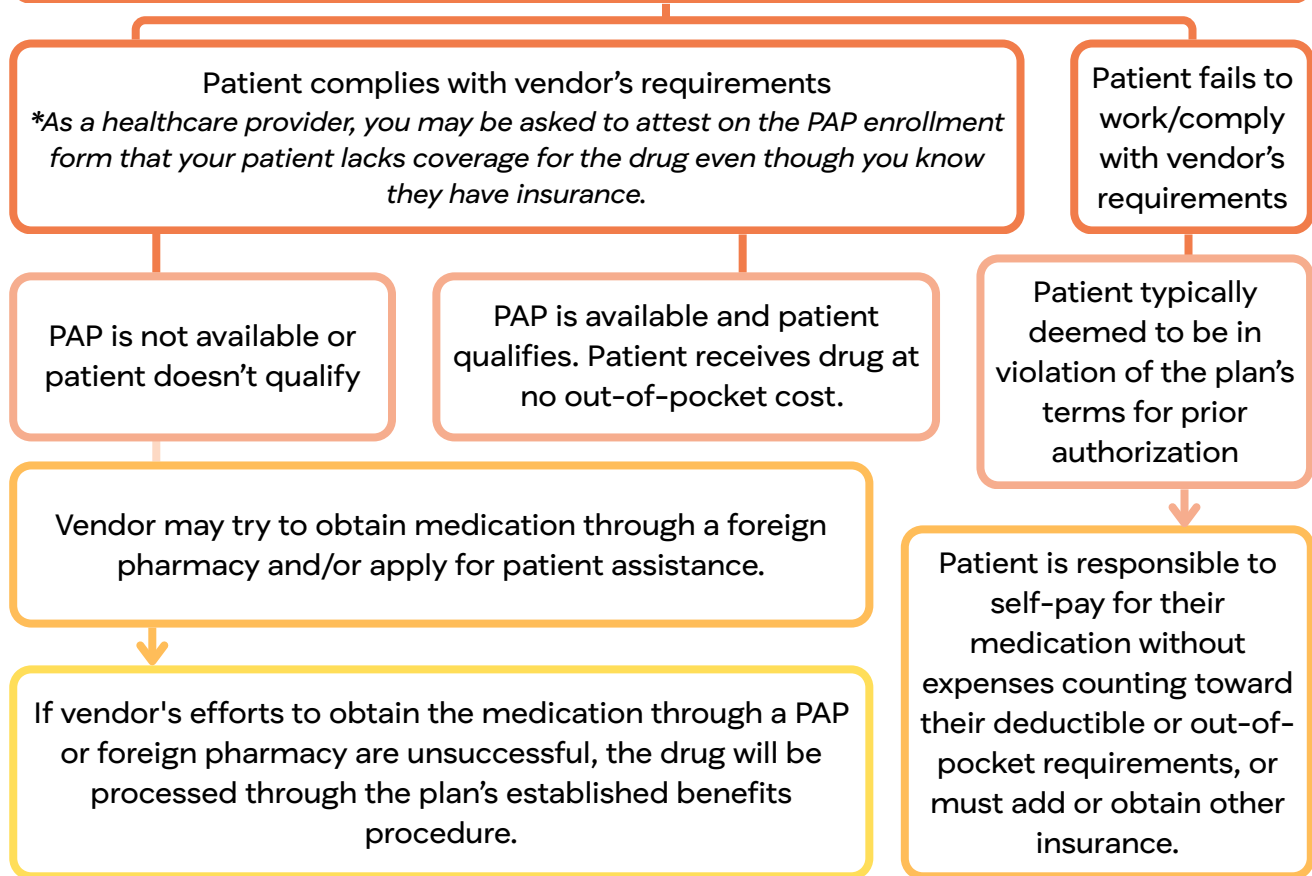 Patient complies with vendor's requirements
*As a healthcare provider, you may be asked to attest on the PAP enrollment
form that your patient lacks coverage for the drug even though you know
they have insurance.
Patient fails to
work/comply
with vendor's
requirements
PAP is not available or
patient doesn't qualify
PAP is available and patient
qualifies. Patient receives drug at
no out-of-pocket cost.
Patient typically
deemed to be in
violation of the plan's
terms for prior
authorization
Vendor may try to obtain medication through a foreign
pharmacy and/or apply for patient assistance.
Patient is responsible to
self-pay for their
medication without
expenses counting toward
their deductible or out-of-
pocket requirements, or
must add or obtain other
insurance.
If vendor's efforts to obtain the medication through a PAP
or foreign pharmacy are unsuccessful, the drug will be
processed through the plan's established benefits
procedure.